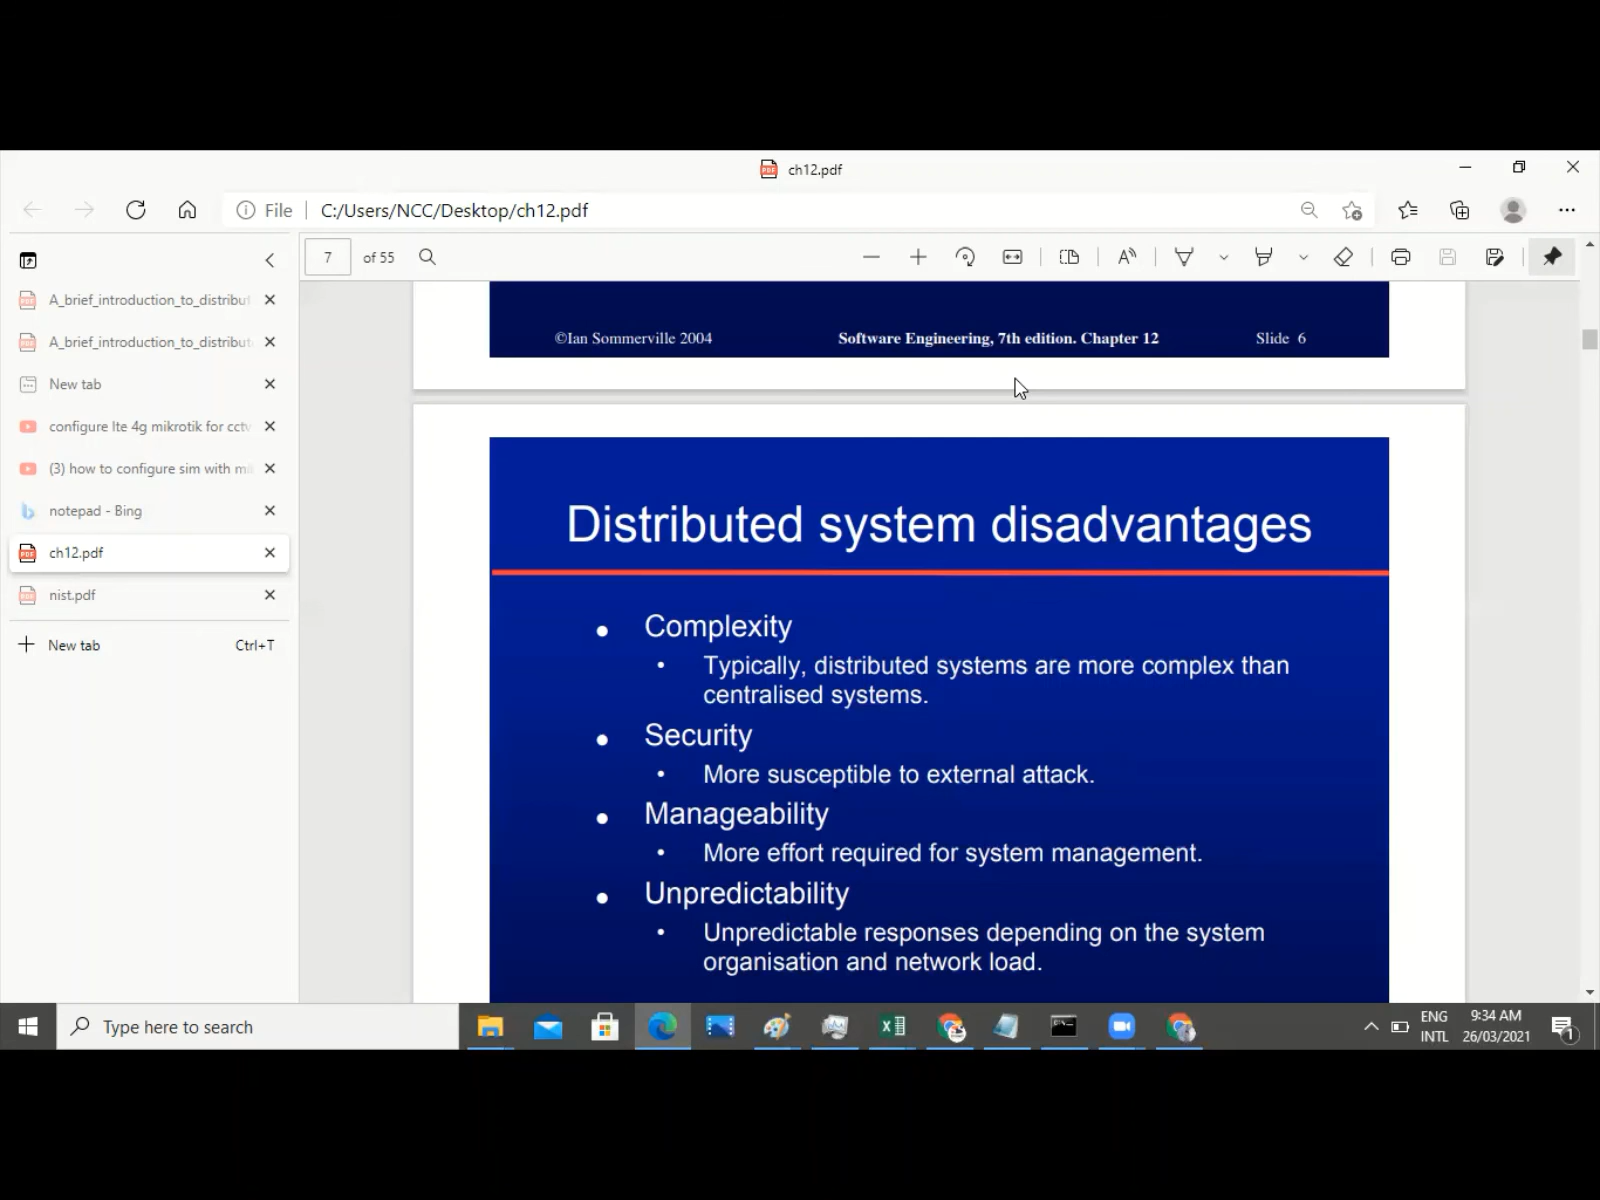 ch12.pdf
File
C:/Users/NCC/Desktop/ch12.pdf
7 of 55
A_brief_introduction_to_distribut
A_brief_introduction_to_distribut
New tab
configure lte 4g mikrotik for cctv
(3) how to configure sim with mi
notepad - Bing
ch12.pdf
nist.pdf
New tab Ctrl+T
©Ian Sommerville 2004 Software Engineering, 7th edition. Chapter 12 Slide 6
Distributed system disadvantages
• Complexity
• Typically, distributed systems are more complex than
centralised systems.
• Security
• More susceptible to external attack.
• Manageability
• More effort required for system management.
• Unpredictability
• Unpredictable responses depending on the system
organisation and network load.
Type here to search
ENG
INTL
9:34 AM
26/03/2021
1